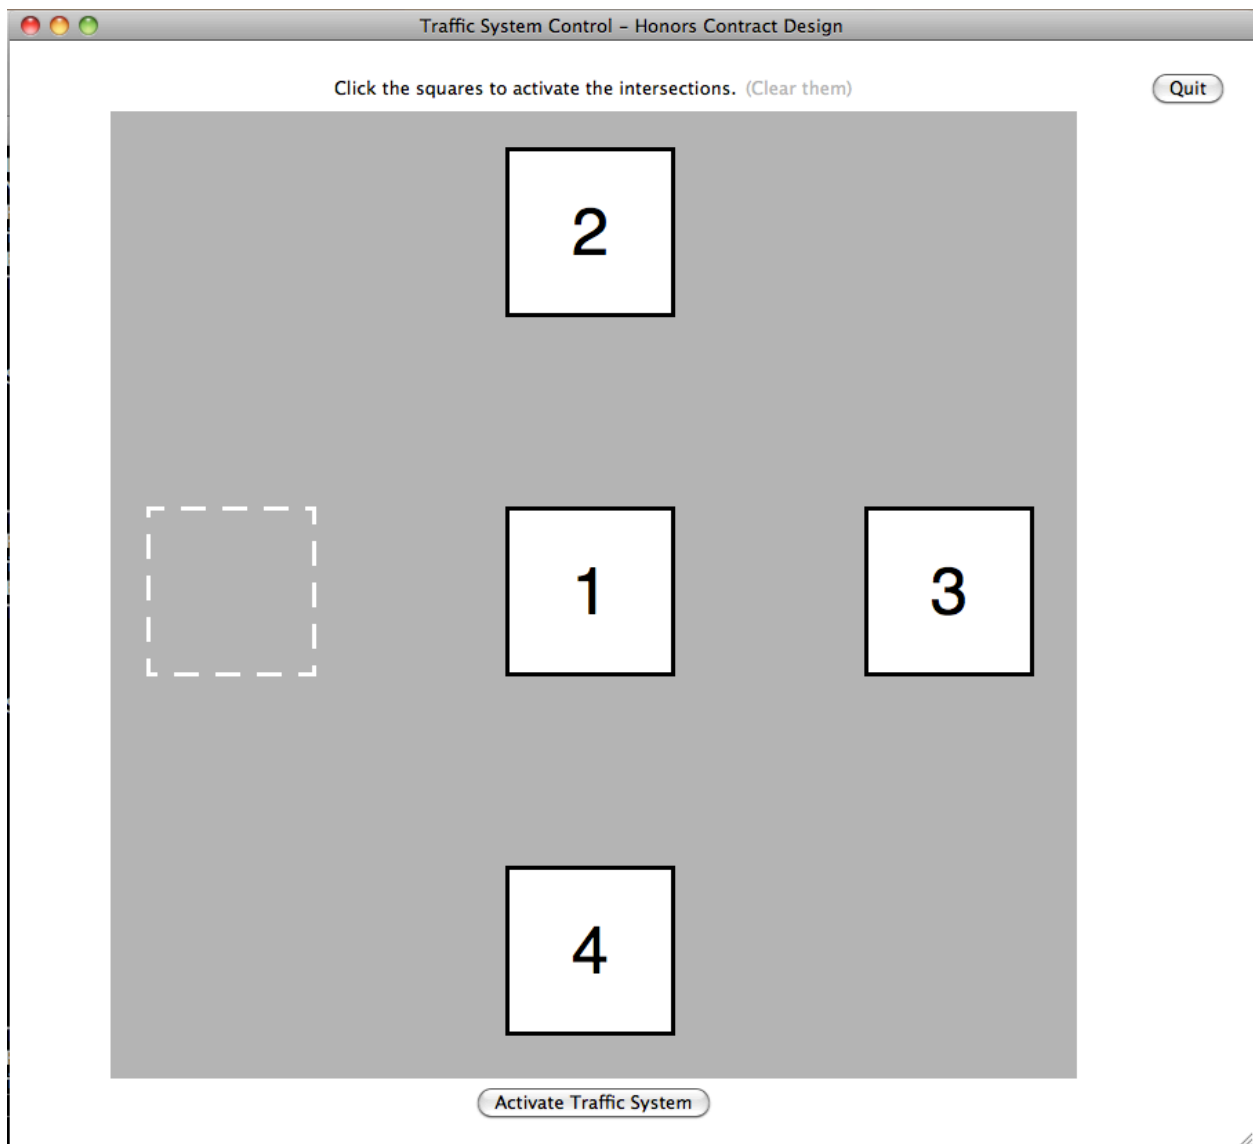 Traffic System Control – Honors Contract Design
Click the squares to activate the intersections. (Clear them)
Quit
2
1
3
4
Activate Traffic System